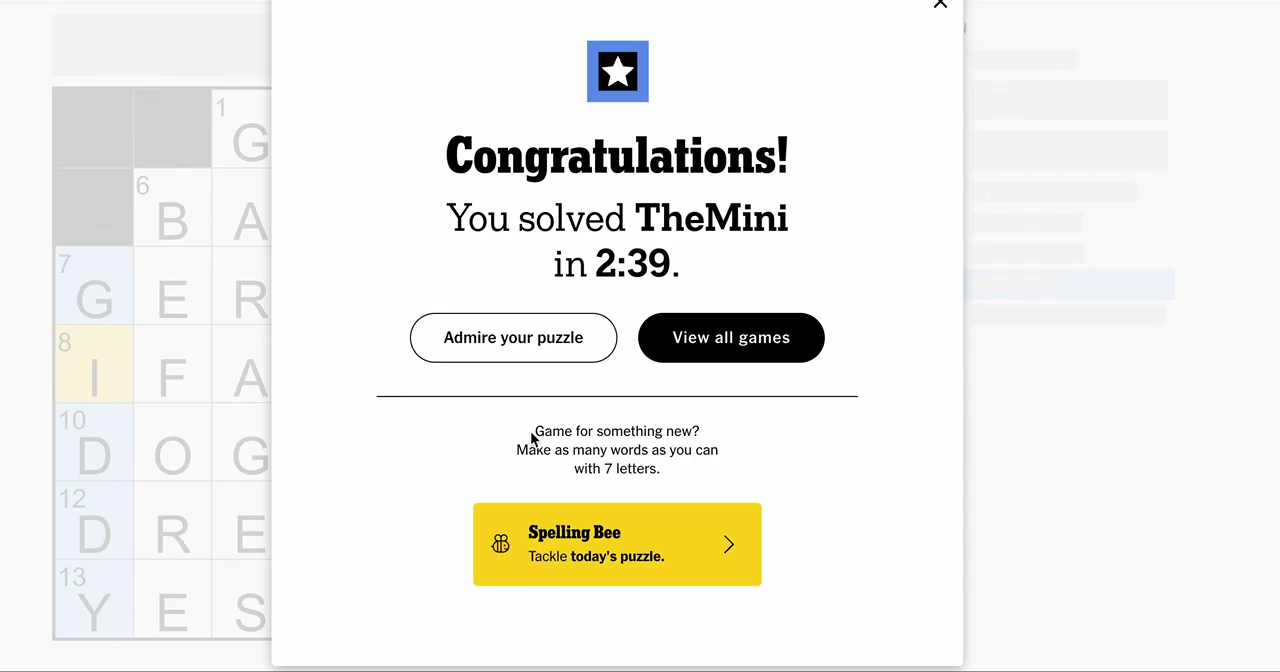 1
G
6
B A
7
G E R
8
I F A
10
D O G
12
D R E
13
Y E S
Congratulations!
You solved TheMini
in 2:39.
Admire your puzzle
View all games
Game for something new?
Make as many words as you can
with 7 letters.
Spelling Bee
Tackle today's puzzle.